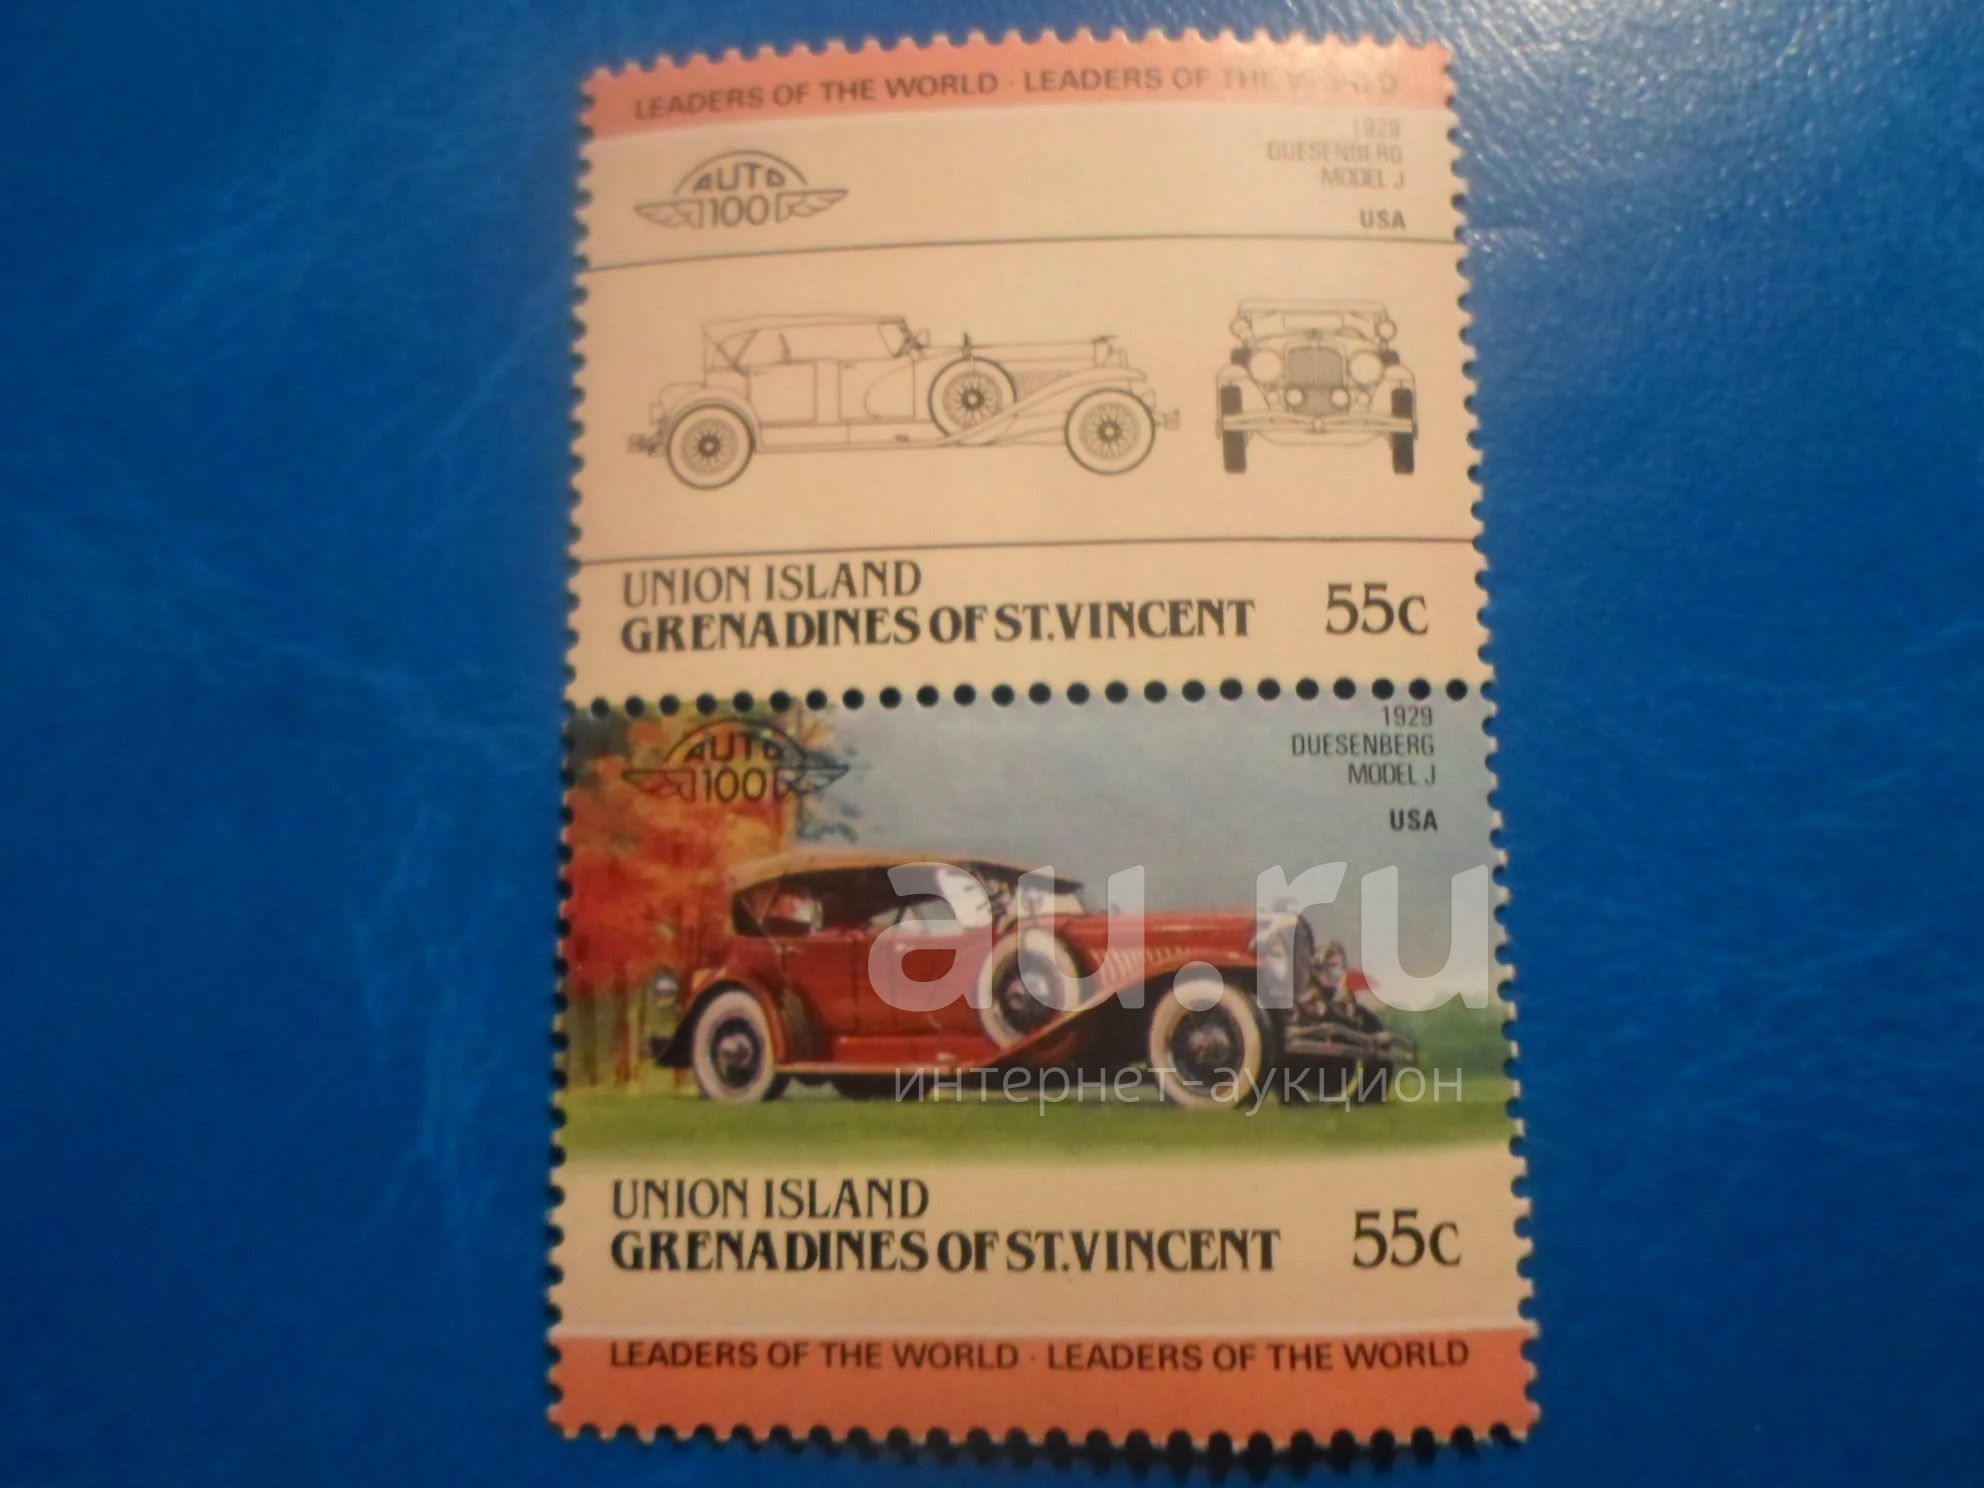 LEADERS OF THE WORLD · LEADERS OF THE WORLD
AUTO
100
1929
DUESENBERG
MODEL J
USA
UNION ISLAND
GRENADINES OF ST.VINCENT 55c
AUTO
100
1929
DUESENBERG
MODEL J
USA
au.ru
интернет-аукцион
UNION ISLAND
GRENADINES OF ST.VINCENT 55c
LEADERS OF THE WORLD · LEADERS OF THE WORLD